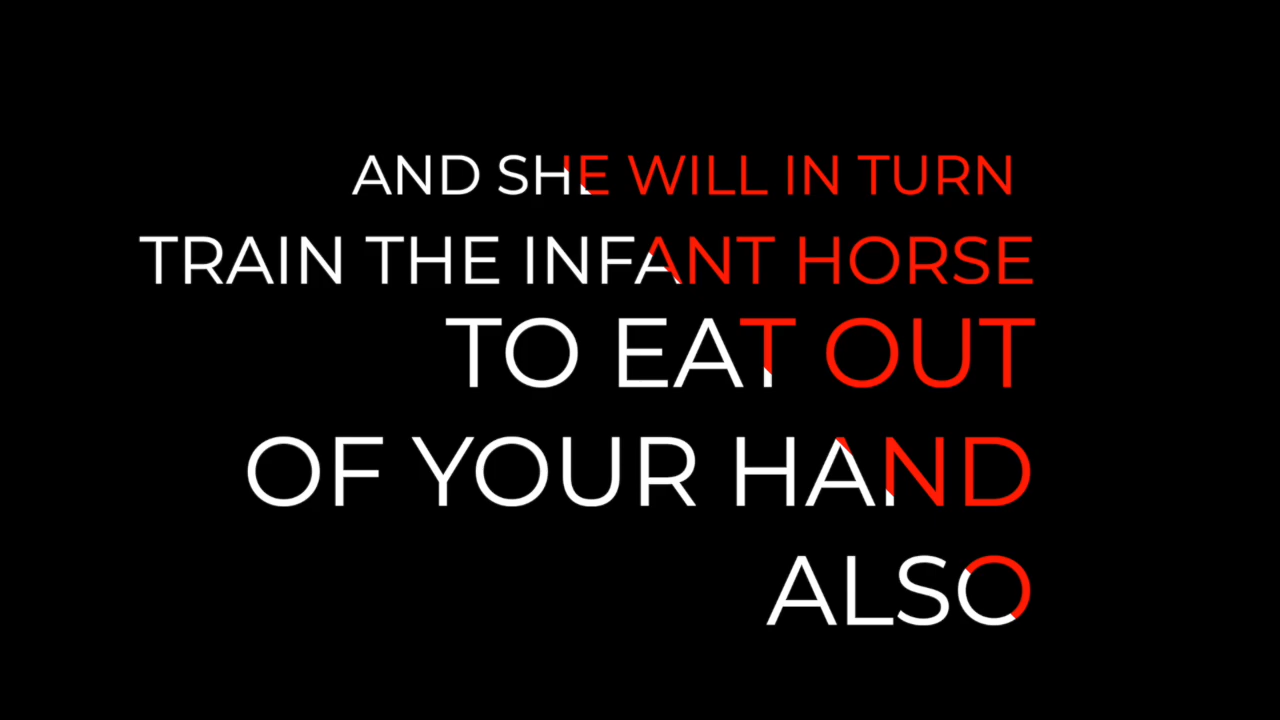 AND SHE WILL IN TURN
TRAIN THE INFANT HORSE
TO EAT OUT
OF YOUR HAND
ALSO